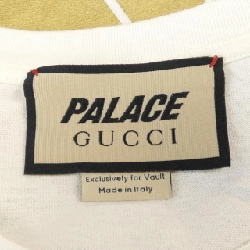 PALACE
GUCCI
Exclusively for Vault
Made in Italy